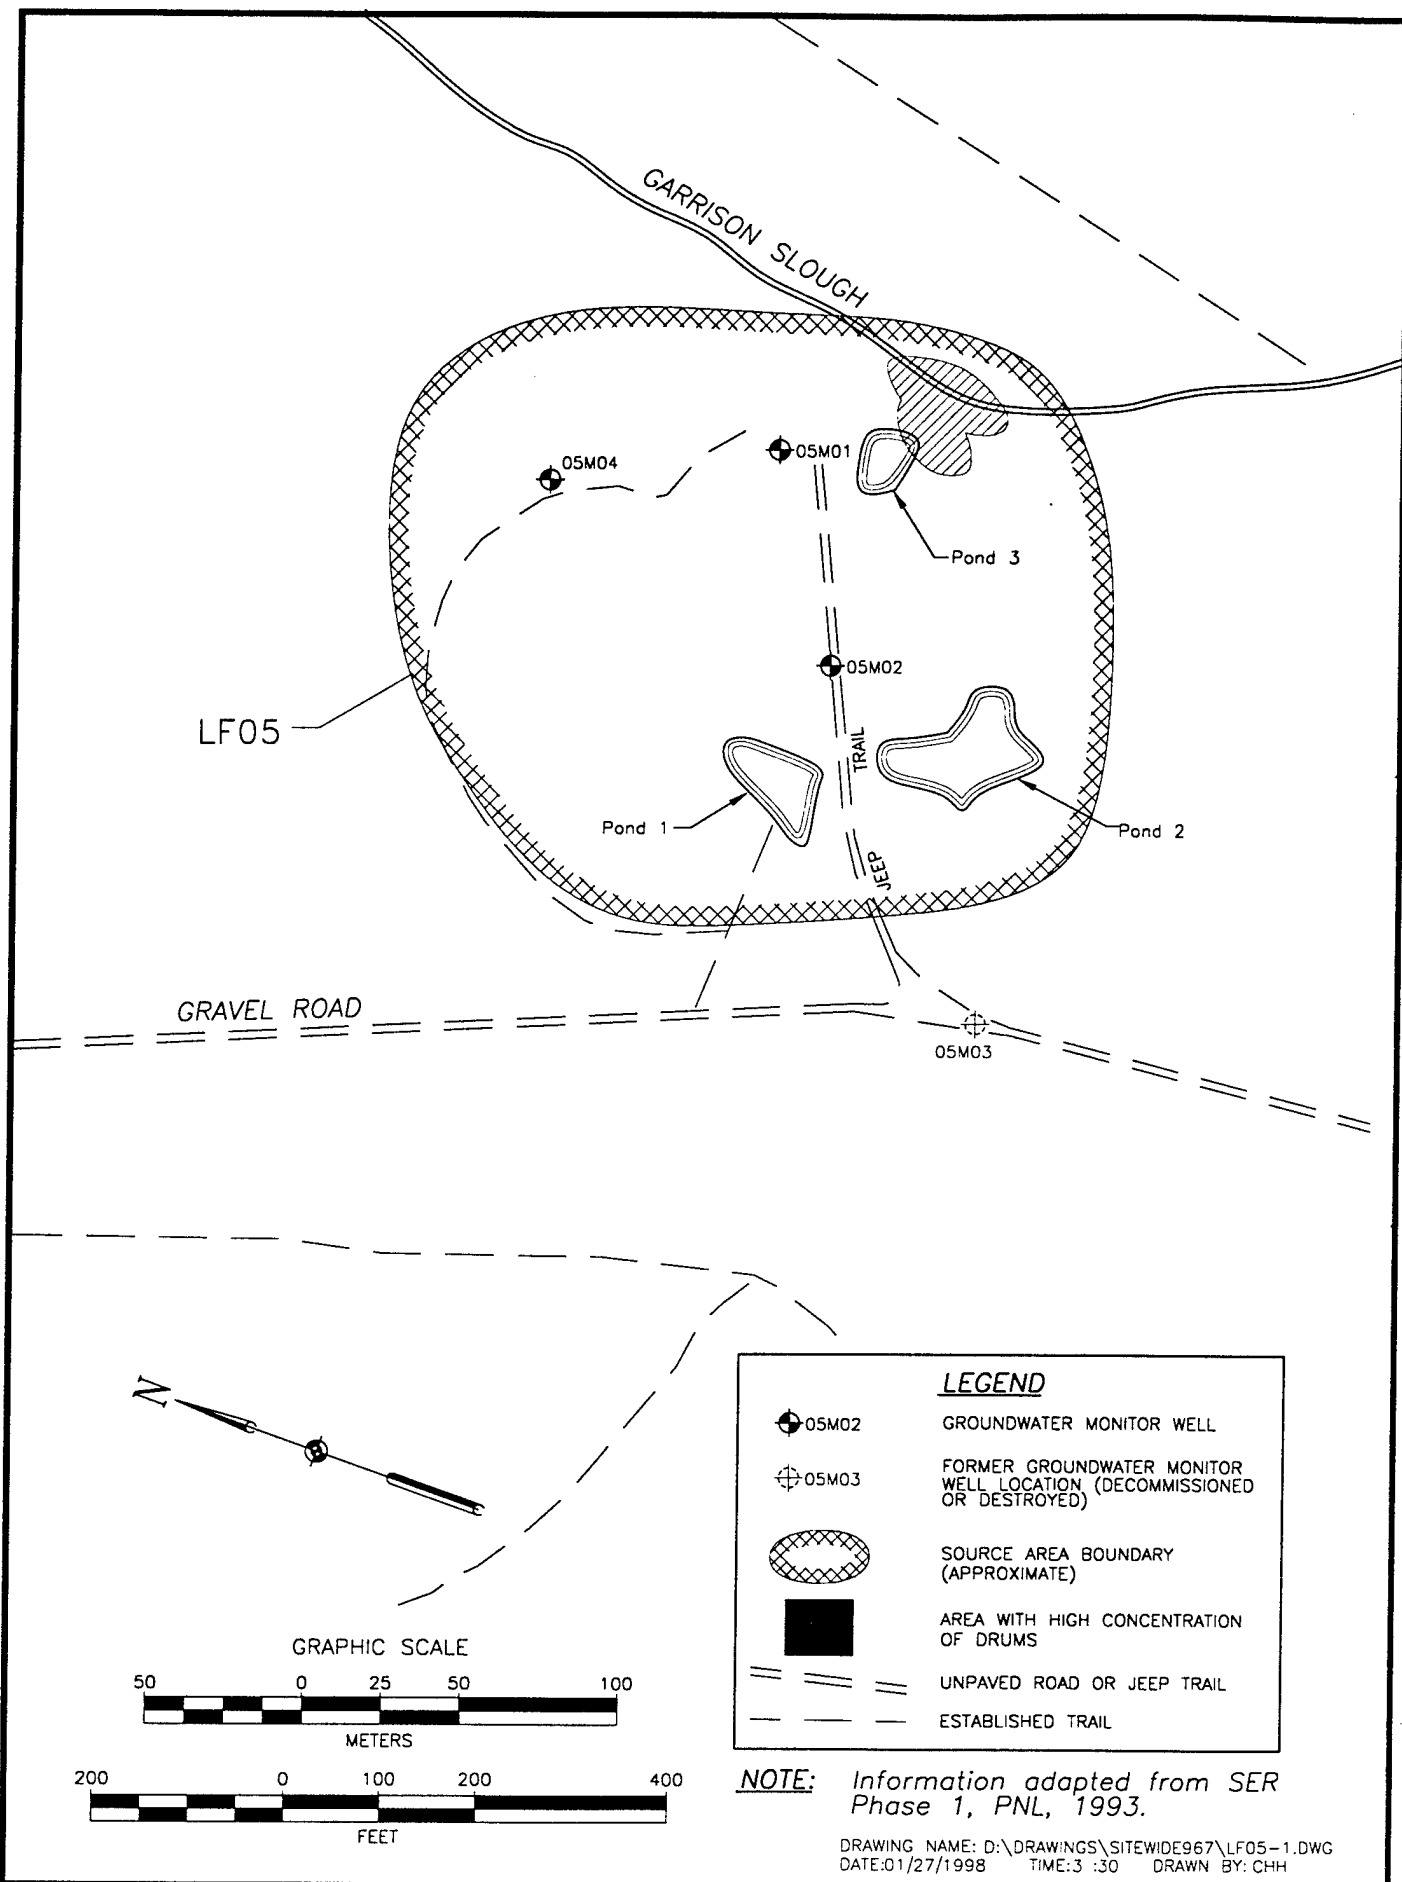 GARRISON SLOUGH
05M04
05M01
Pond 3
05M02
LF05
TRAIL
Pond 1
Pond 2
JEEP
GRAVEL ROAD
05M03
N
LEGEND
05M02 GROUNDWATER MONITOR WELL
05M03 FORMER GROUNDWATER MONITOR
WELL LOCATION (DECOMMISSIONED
OR DESTROYED)
SOURCE AREA BOUNDARY
(APPROXIMATE)
AREA WITH HIGH CONCENTRATION
OF DRUMS
UNPAVED ROAD OR JEEP TRAIL
ESTABLISHED TRAIL
GRAPHIC SCALE
50 0 25 50 100
METERS
200 0 100 200 400
FEET
NOTE: Information adapted from SER
Phase 1, PNL, 1993.
DRAWING NAME: D:\DRAWINGS\SITEWIDE967\LF05-1.DWG
DATE:01/27/1998 TIME:3 :30 DRAWN BY: CHH